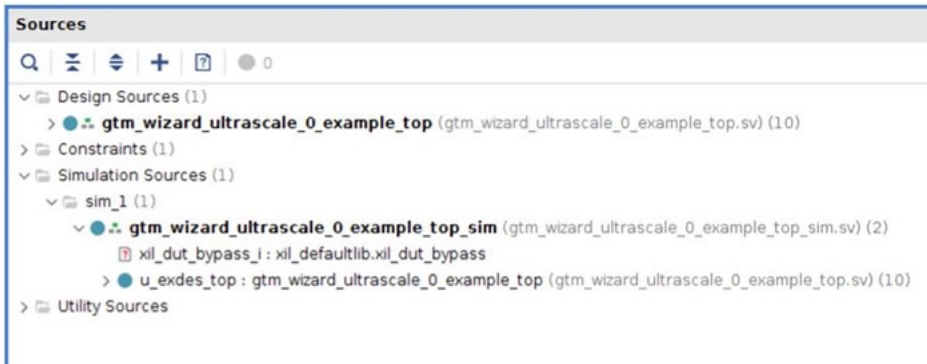 Sources
0
Design Sources (1)
gtm_wizard_ultrascale_0_example_top (gtm_wizard_ultrascale_0_example_top.sv) (10)
Constraints (1)
Simulation Sources (1)
sim_1 (1)
gtm_wizard_ultrascale_0_example_top_sim (gtm_wizard_ultrascale_0_example_top_sim.sv) (2)
xil_dut_bypass_i : xil_defaultlib.xil_dut_bypass
u_exdes_top : gtm_wizard_ultrascale_0_example_top (gtm_wizard_ultrascale_0_example_top.sv) (10)
Utility Sources